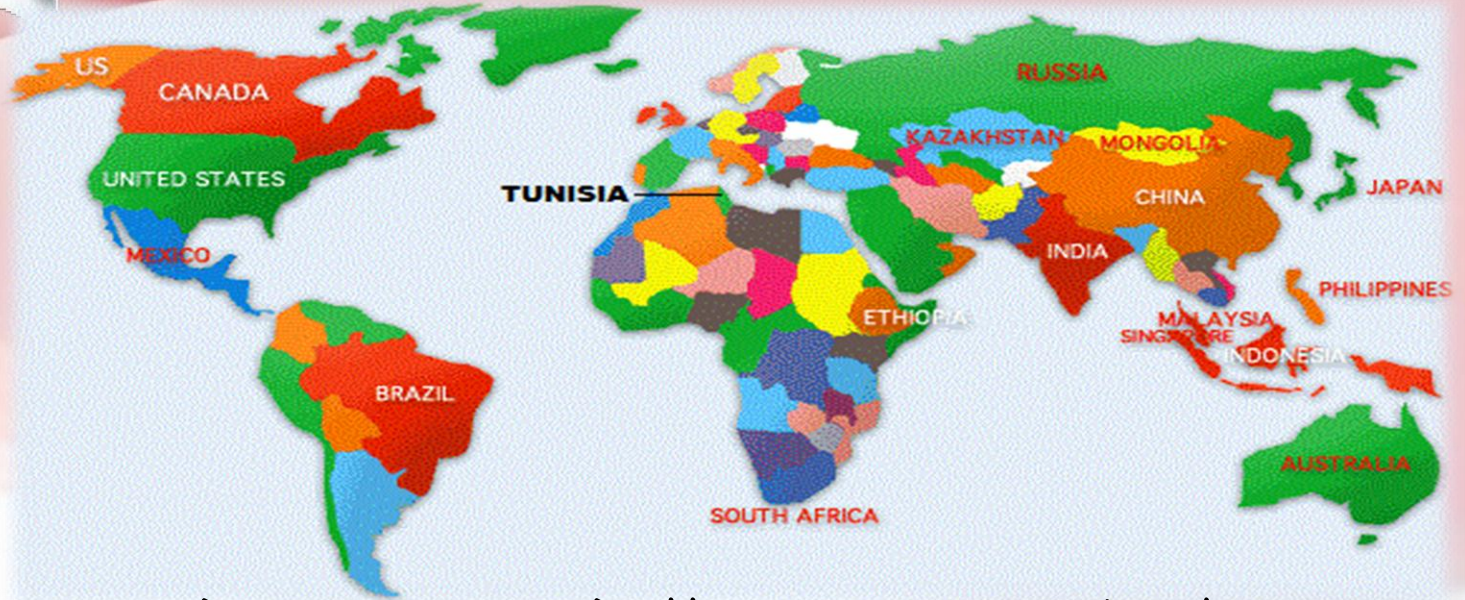 US
CANADA
RUSSIA
KAZAKHSTAN
MONGOLIA
UNITED STATES
TUNISIA
CHINA
JAPAN
MEXICO
INDIA
PHILIPPINES
ETHIOPIA
MALAYSIA
SINGAPORE
INDONESIA
BRAZIL
AUSTRALIA
SOUTH AFRICA